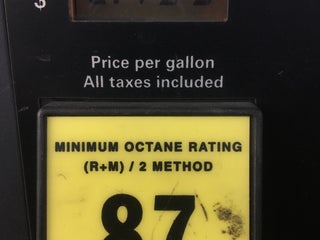 $
Price per gallon
All taxes included
MINIMUM OCTANE RATING
(R+M) / 2 METHOD
87